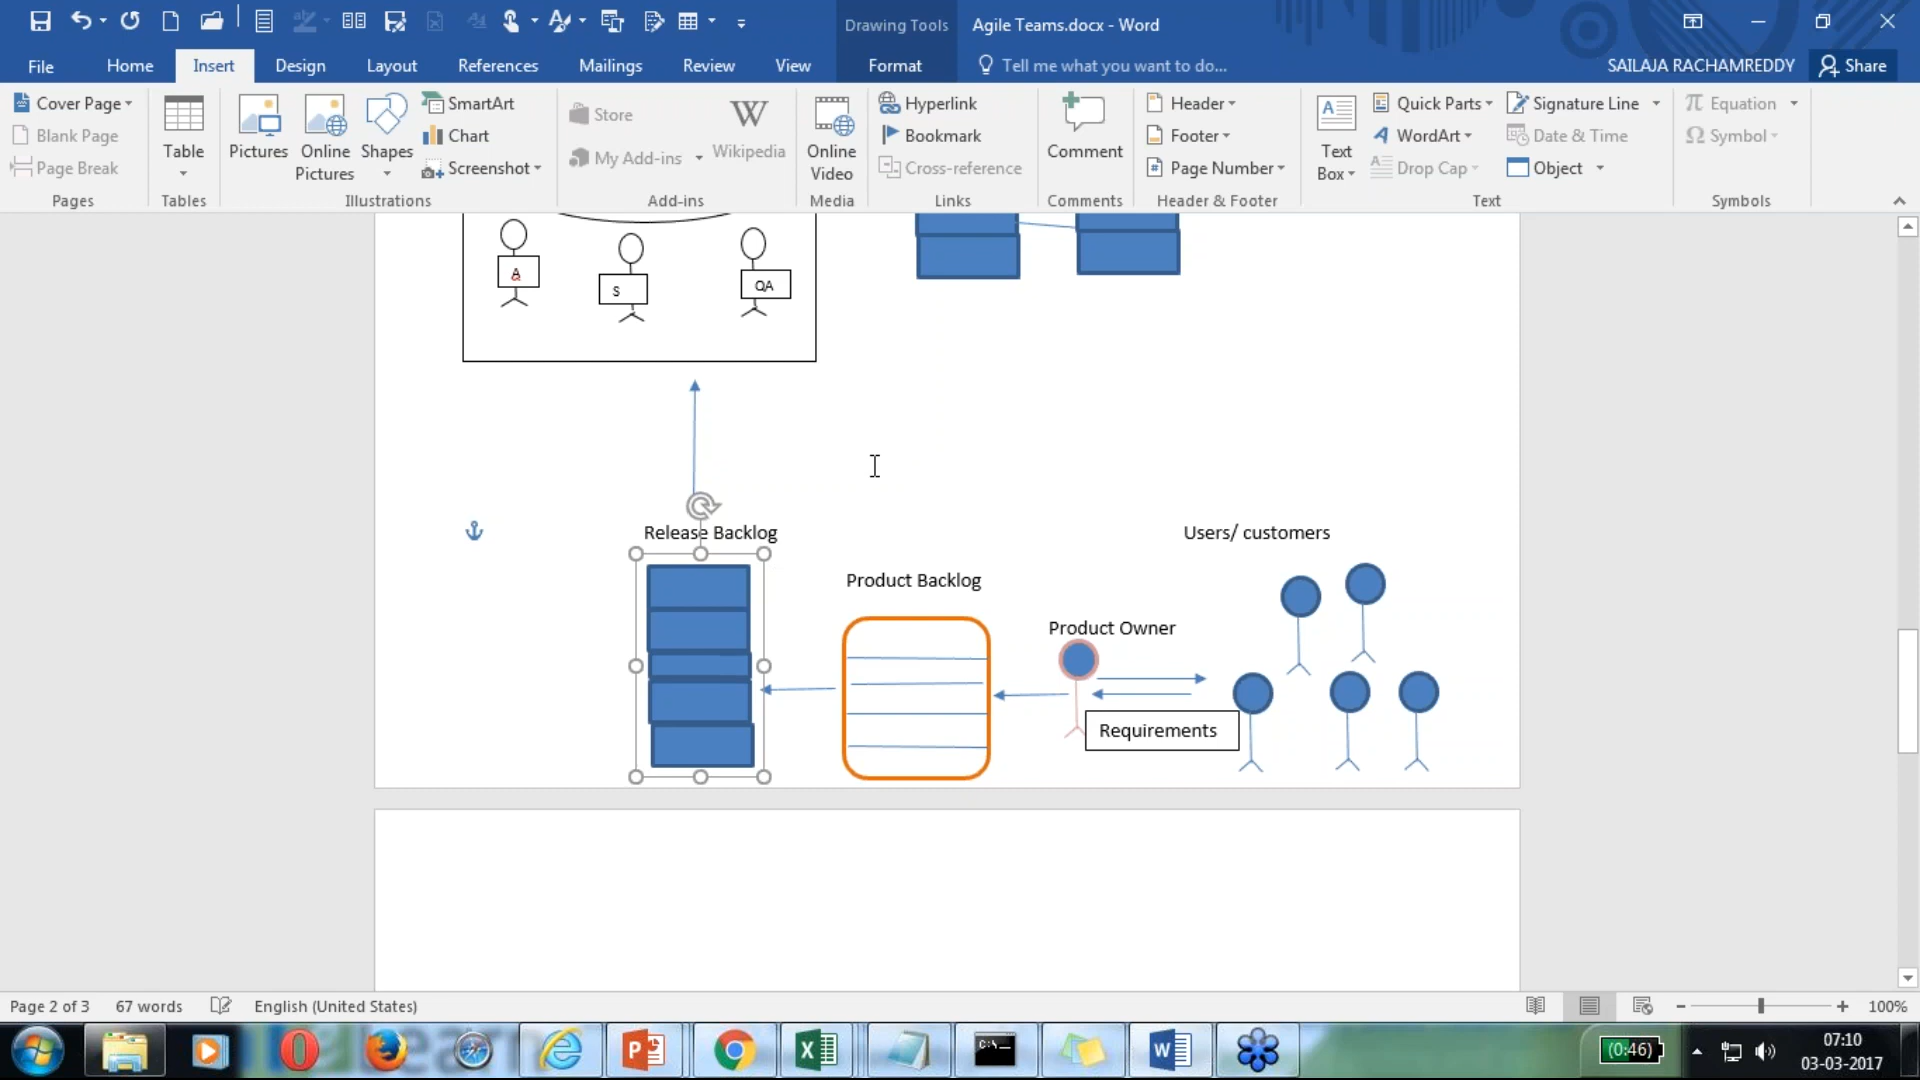 Drawing Tools
Agile Teams.docx - Word
File
Home
Insert
Design
Layout
References
Mailings
Review
View
Format
Tell me what you want to do...
SAILAJA RACHAMREDDY
Share
Cover Page
Blank Page
Page Break
Pages
Table
Tables
Pictures
Online
Pictures
Shapes
SmartArt
Chart
Screenshot
Illustrations
Store
My Add-ins
Wikipedia
Add-ins
Online
Video
Media
Hyperlink
Bookmark
Cross-reference
Links
Comment
Comments
Header
Footer
Page Number
Header & Footer
Text
Box
Quick Parts
WordArt
Drop Cap
Signature Line
Date & Time
Object
Text
Equation
Symbol
Symbols
A
S
QA
Release Backlog
Users/ customers
Product Backlog
Product Owner
Requirements
Page 2 of 3
67 words
English (United States)
100%
(0:46)
07:10
03-03-2017